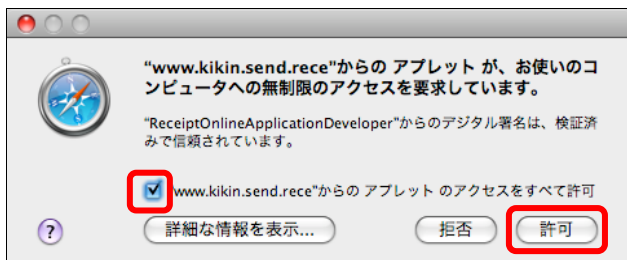 “www.kikin.send.rece”からの アプレット が、お使いのコ
ンピュータへの無制限のアクセスを要求しています。
“ReceiptOnlineApplicationDeveloper”からのデジタル署名は、検証済
みで信頼されています。
“www.kikin.send.rece”からの アプレット のアクセスをすべて許可
?
詳細な情報を表示...
拒否
許可